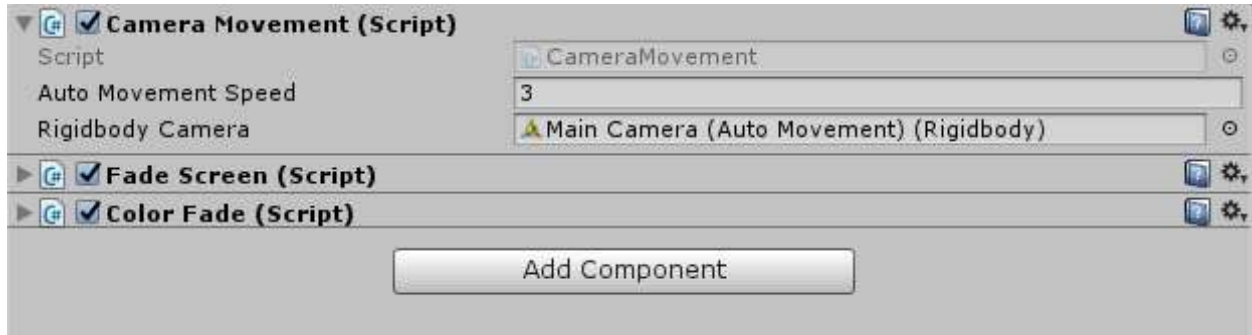 Camera Movement (Script)
Script CameraMovement
Auto Movement Speed 3
Rigidbody Camera Main Camera (Auto Movement) (Rigidbody)
Fade Screen (Script)
Color Fade (Script)
Add Component